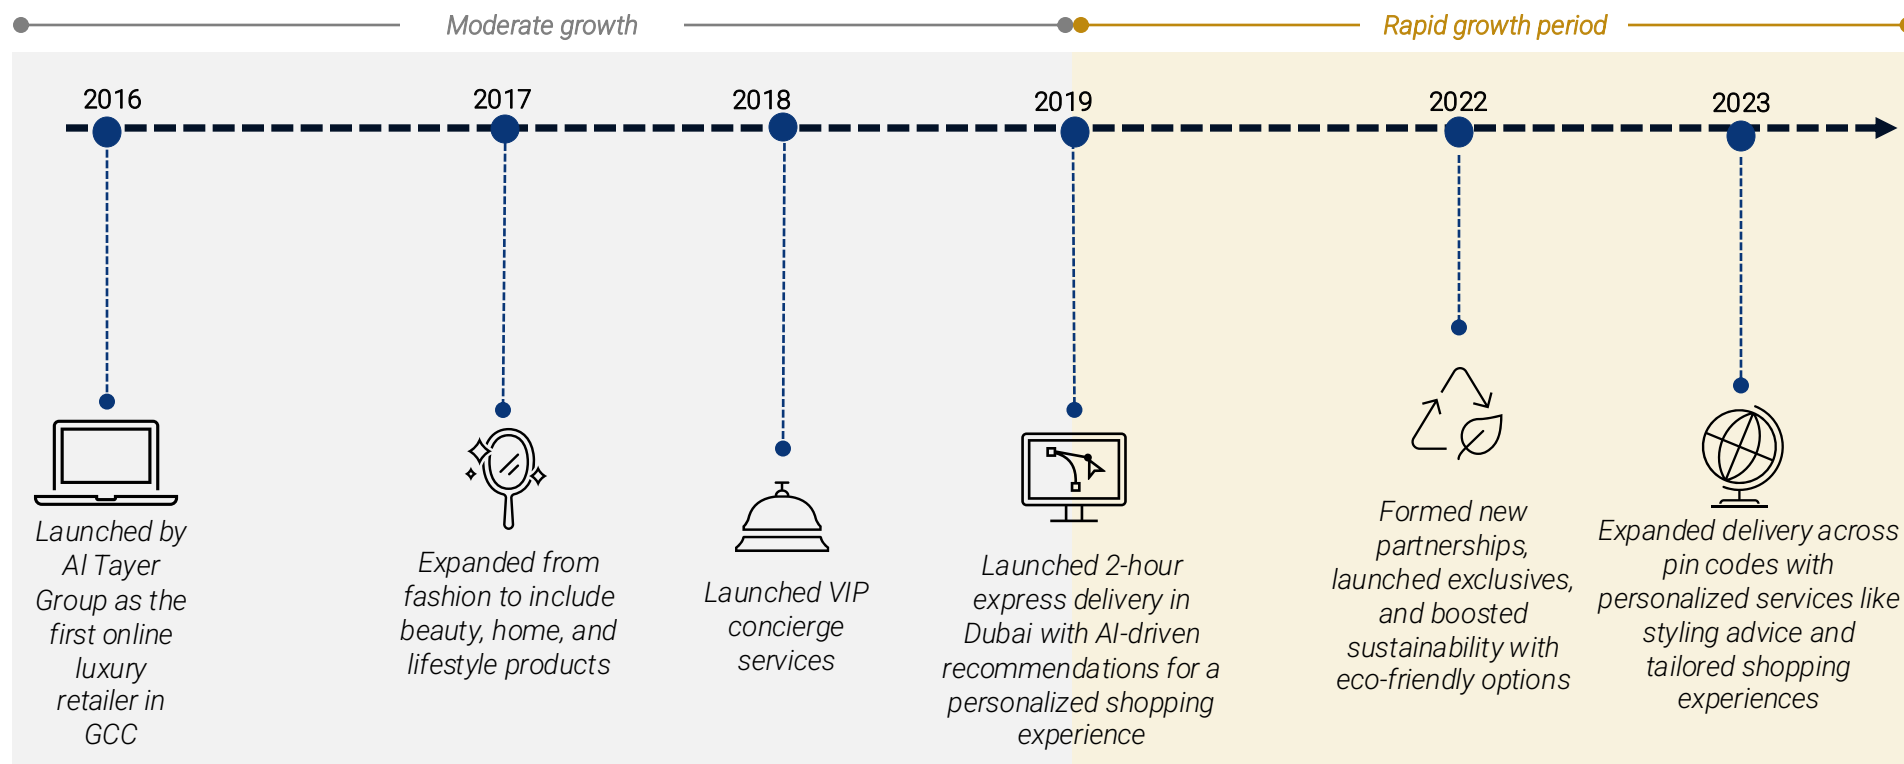 Moderate growth
Rapid growth period
2016
2017
2018
2019
2022
2023
Launched by
Al Tayer
Group as the
first online
luxury
retailer in
GCC
Expanded from
fashion to include
beauty, home, and
lifestyle products
Launched VIP
concierge
services
Launched 2-hour
express delivery in
Dubai with AI-driven
recommendations for a
personalized shopping
experience
Formed new
partnerships,
launched exclusives,
and boosted
sustainability with
eco-friendly options
Expanded delivery across
pin codes with
personalized services like
styling advice and
tailored shopping
experiences